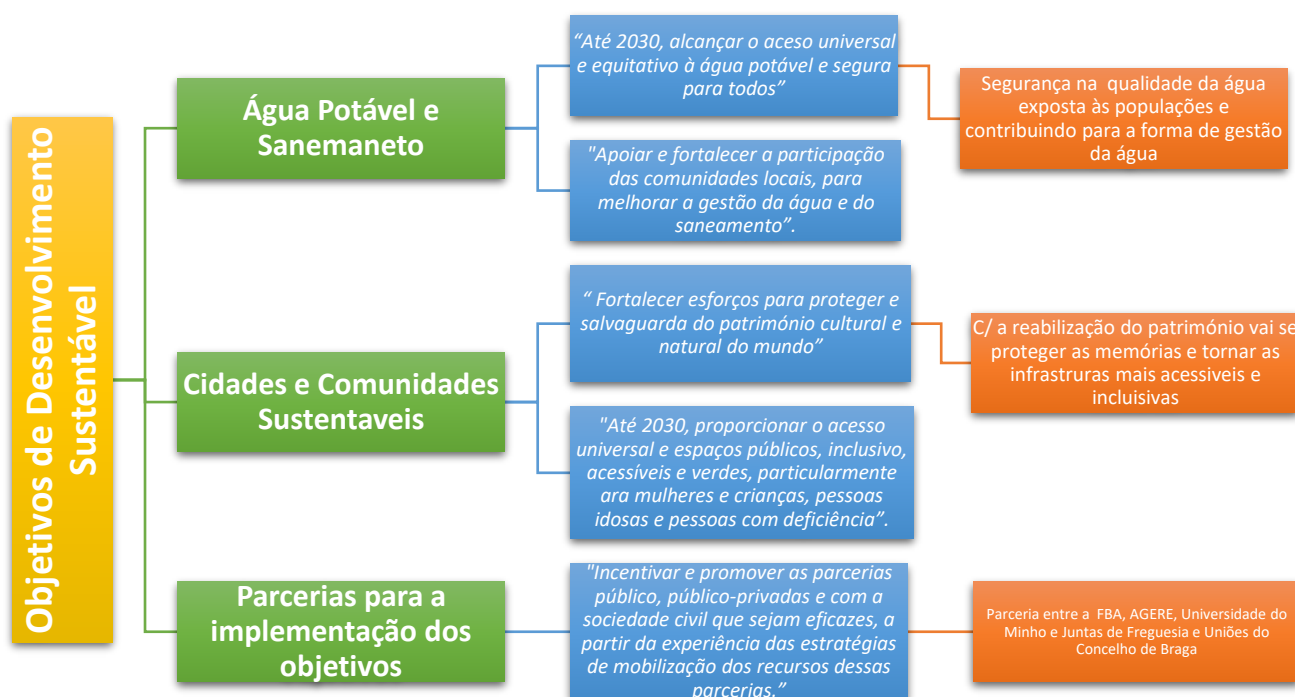 Objetivos de Desenvolvimento
Sustentável
Água Potável e
Sanemaneto
“Até 2030, alcançar o aceso universal
e equitativo à água potável e segura
para todos”
Segurança na qualidade da água
exposta às populações e
contribuindo para a forma de gestão
da água
"Apoiar e fortalecer a participação
das comunidades locais, para
melhorar a gestão da água e do
saneamento”.
Cidades e Comunidades
Sustentaveis
“ Fortalecer esforços para proteger e
salvaguarda do património cultural e
natural do mundo”
C/ a reabilização do património vai se
proteger as memórias e tornar as
infrastruras mais acessiveis e
incluisivas
"Até 2030, proporcionar o acesso
universal e espaços públicos, inclusivo,
acessíveis e verdes, particularmente
ara mulheres e crianças, pessoas
idosas e pessoas com deficiência”.
Parcerias para a
implementação dos
objetivos
"Incentivar e promover as parcerias
público, público-privadas e com a
sociedade civil que sejam eficazes, a
partir da experiência das estratégias
de mobilização dos recursos dessas
parcerias.”
Parceria entre a FBA, AGERE, Universidade do
Minho e Juntas de Freguesia e Uniões do
Concelho de Braga